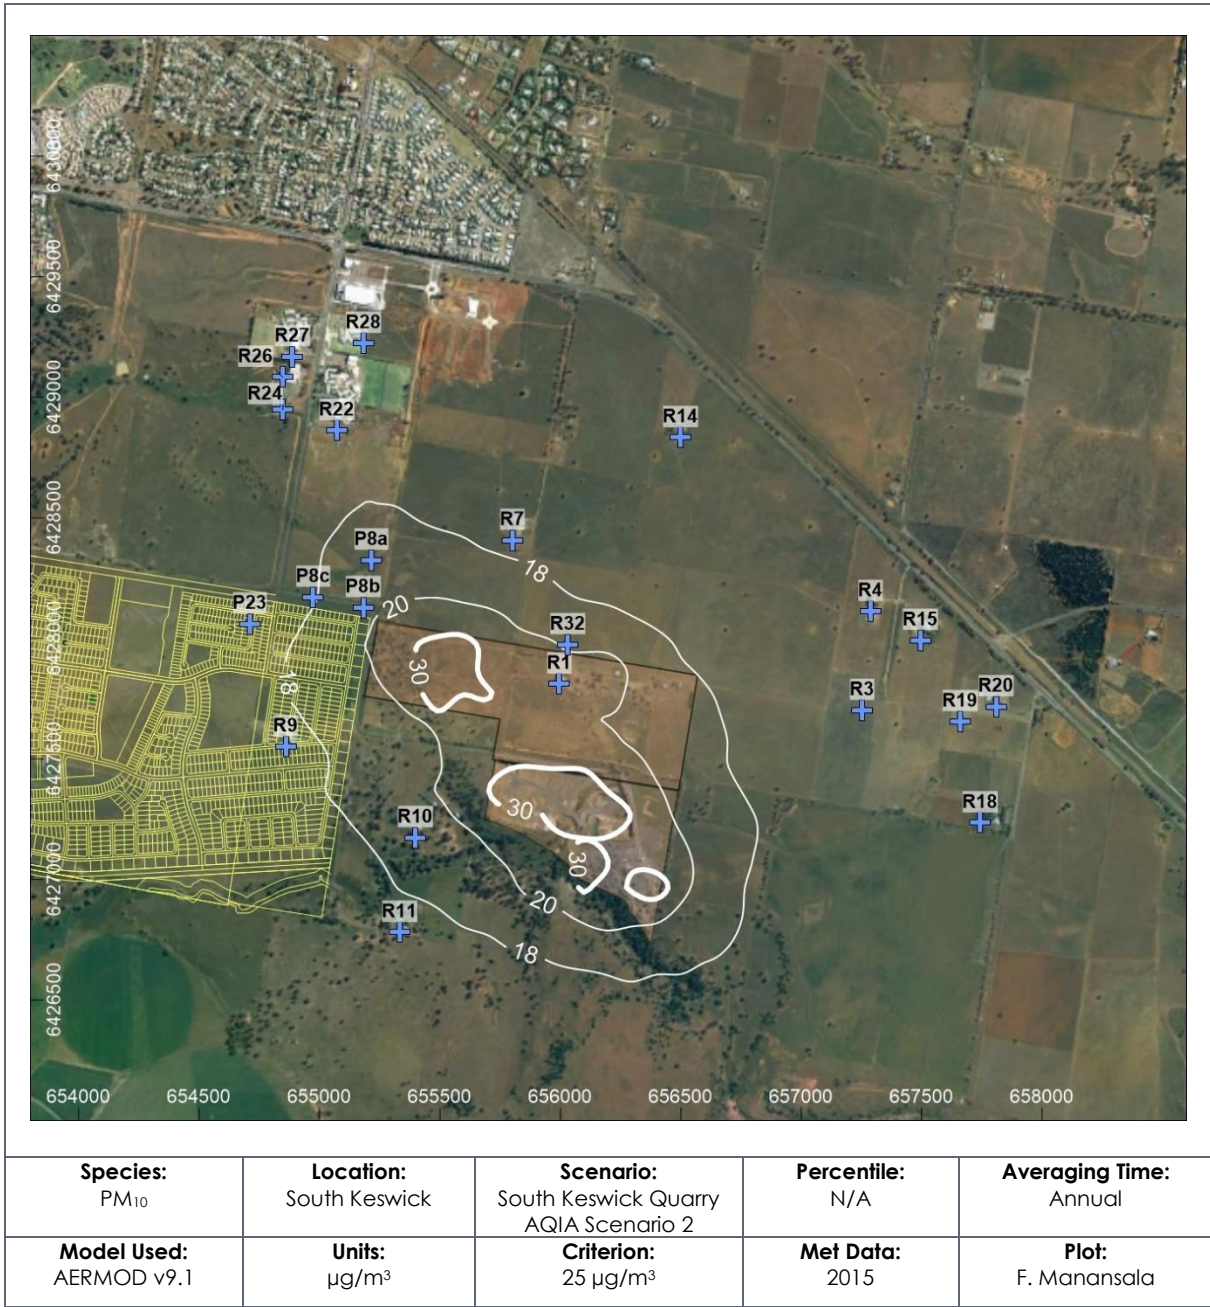 6430000
6429500
R28
R27
R26
6429000
R24
R22
R14
6428500
R7
P8a
18
P8c
P8b
R4
P23
20
6428000
R32
R15
R1
30
18
R3
R20
R19
R9
6427500
30
R10
R18
30
6427000
20
R11
18
6426500
654000 654500 655000 655500 656000 656500 657000 657500 658000
Species: Location: Scenario: Percentile: Averaging Time:
PM10 South Keswick South Keswick Quarry N/A Annual
AQIA Scenario 2
Model Used: Units: Criterion: Met Data: Plot:
AERMOD v9.1 µg/m³ 25 µg/m³ 2015 F. Manansala